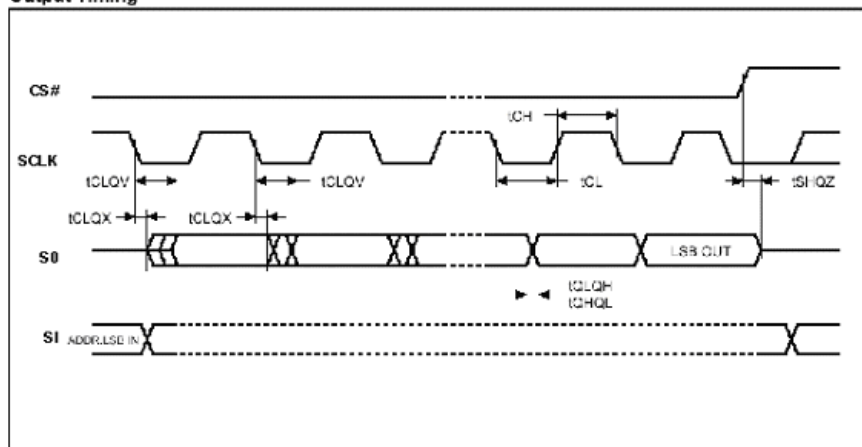 Output Timing
CS#
tCH
SCLK
tCLQV
tCLQV
tCL
tSHQZ
tCLQX
tCLQX
SO
LSB OUT
tQLQH
tQHQL
SI
ADDR.LSB IN